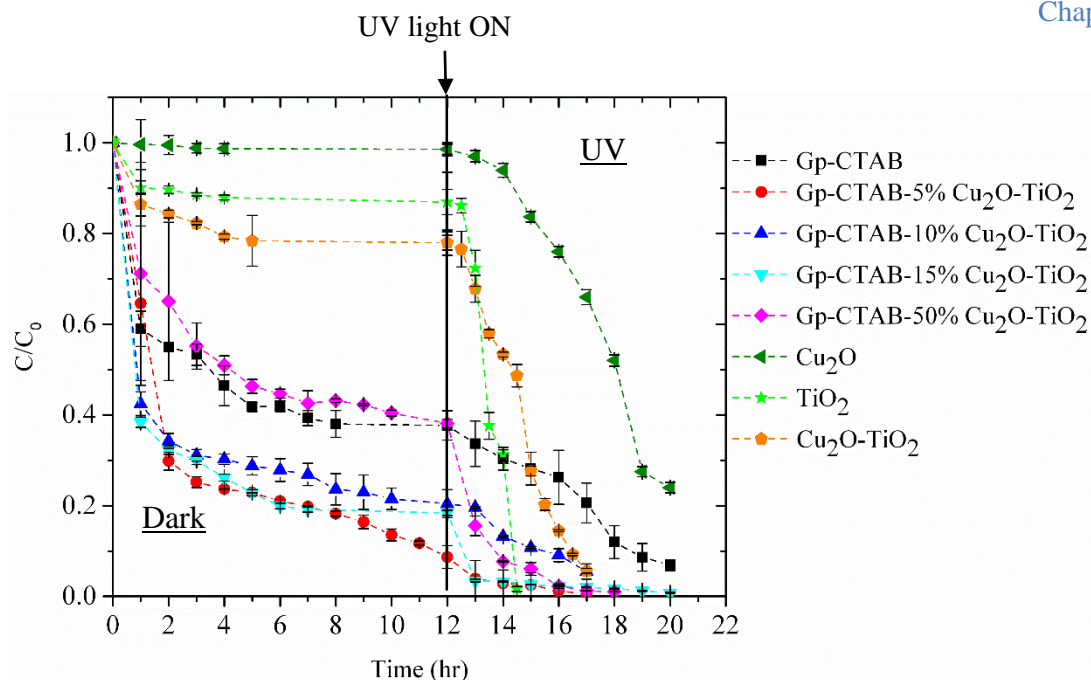 Chap
UV light ON
1.0
0.8
0.6
0.4
0.2
0.0
C/C₀
0 2 4 6 8 10 12 14 16 18 20 22
Time (hr)
Dark
UV
Gp-CTAB
Gp-CTAB-5% Cu₂O-TiO₂
Gp-CTAB-10% Cu₂O-TiO₂
Gp-CTAB-15% Cu₂O-TiO₂
Gp-CTAB-50% Cu₂O-TiO₂
Cu₂O
TiO₂
Cu₂O-TiO₂